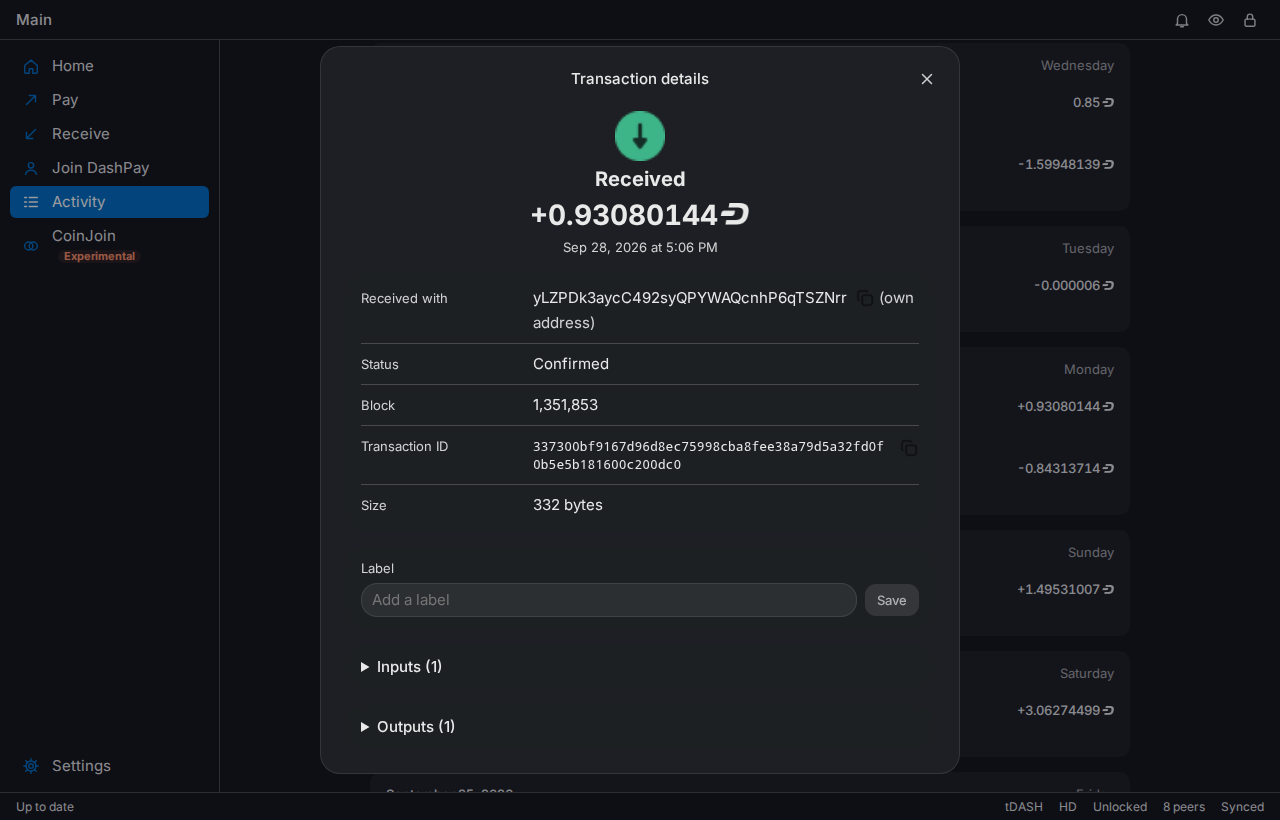 Main
Home
Pay
Receive
Join DashPay
Activity
CoinJoin
Experimental
Settings
Transaction details
Received
+0.93080144
Sep 28, 2026 at 5:06 PM
Received with
yLZPDk3aycC492syQPYWAQcnhP6qTSZNrr (own
address)
Status
Confirmed
Block
1,351,853
Transaction ID
337300bf9167d96d8ec75998cba8fee38a79d5a32fd0f
0b5e5b181600c200dc0
Size
332 bytes
Label
Add a label
Save
Inputs (1)
Outputs (1)
Wednesday
0.85
-1.59948139
Tuesday
-0.000006
Monday
+0.93080144
-0.84313714
Sunday
+1.49531007
Saturday
+3.06274499
Up to date
tDASH
HD
Unlocked
8 peers
Synced